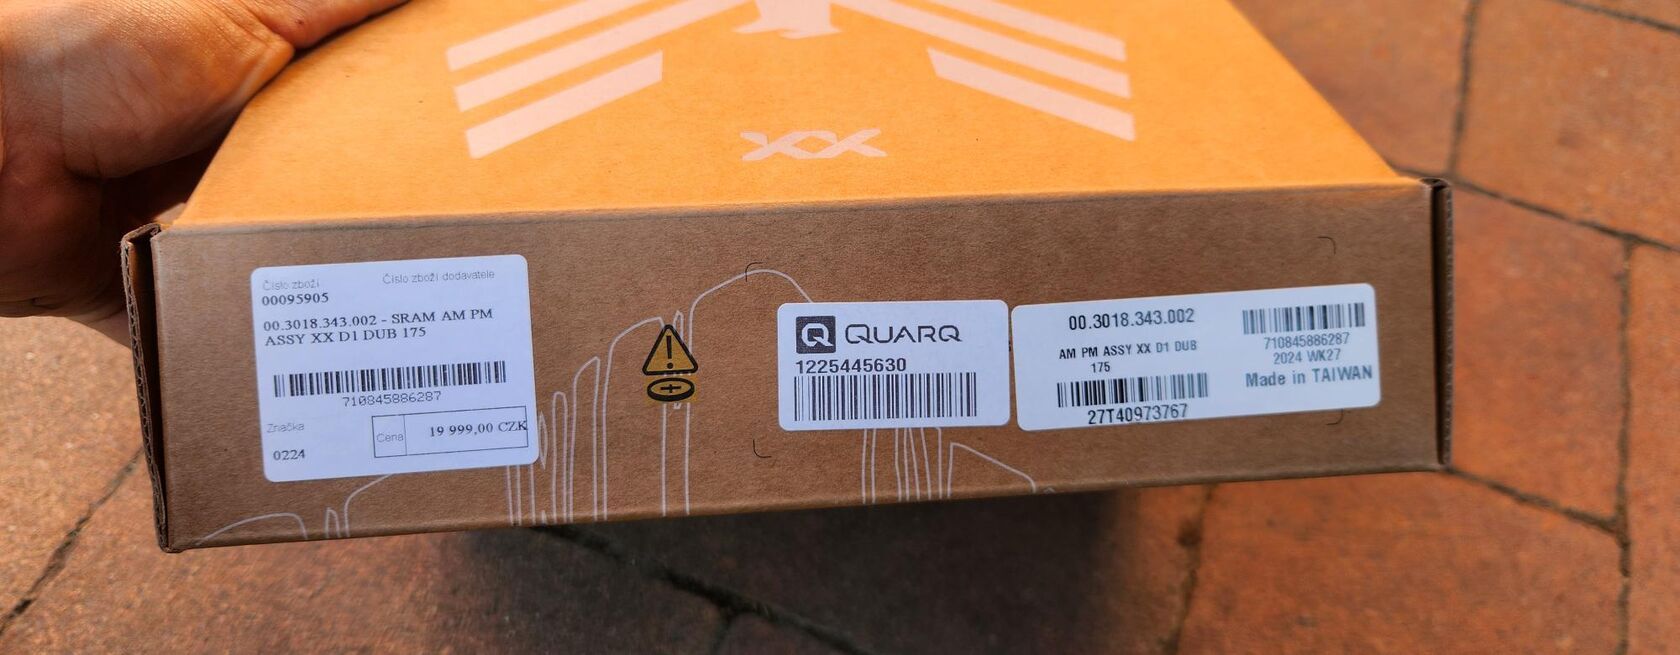 XX
Číslo zboží
Číslo zboží dodavatele
00095905
00.3018.343.002 - SRAM AM PM
ASSY XX D1 DUB 175
710845886287
Značka
Cena
19 999,00 CZK
0224
QUARQ
1225445630
00.3018.343.002
AM PM ASSY XX D1 DUB
175
27T40973767
710845886287
2024 WK27
Made in TAIWAN